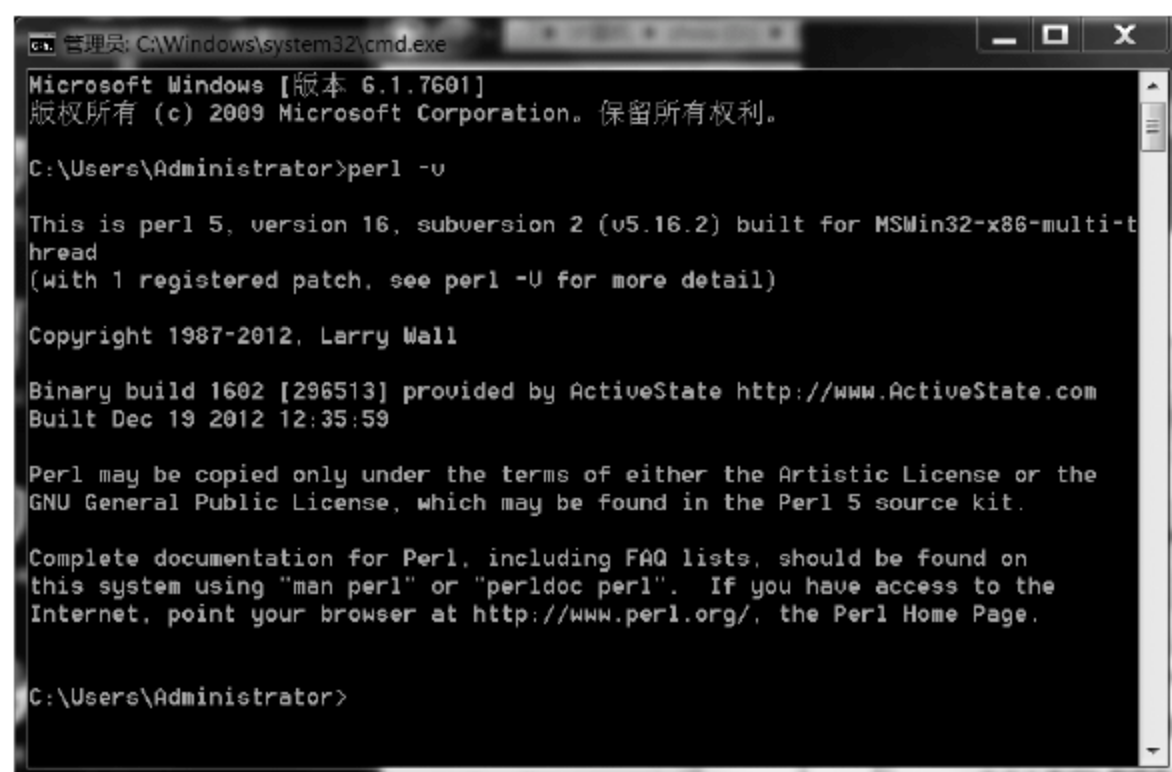 管理员: C:\Windows\system32\cmd.exe
Microsoft Windows [版本 6.1.7601]
版权所有 (c) 2009 Microsoft Corporation。保留所有权利。
C:\Users\Administrator>perl -v
This is perl 5, version 16, subversion 2 (v5.16.2) built for MSWin32-x86-multi-t
hread
(with 1 registered patch, see perl -V for more detail)
Copyright 1987-2012, Larry Wall
Binary build 1602 [296513] provided by ActiveState http://www.ActiveState.com
Built Dec 19 2012 12:35:59
Perl may be copied only under the terms of either the Artistic License or the
GNU General Public License, which may be found in the Perl 5 source kit.
Complete documentation for Perl, including FAQ lists, should be found on
this system using "man perl" or "perldoc perl".  If you have access to the
Internet, point your browser at http://www.perl.org/, the Perl Home Page.
C:\Users\Administrator>